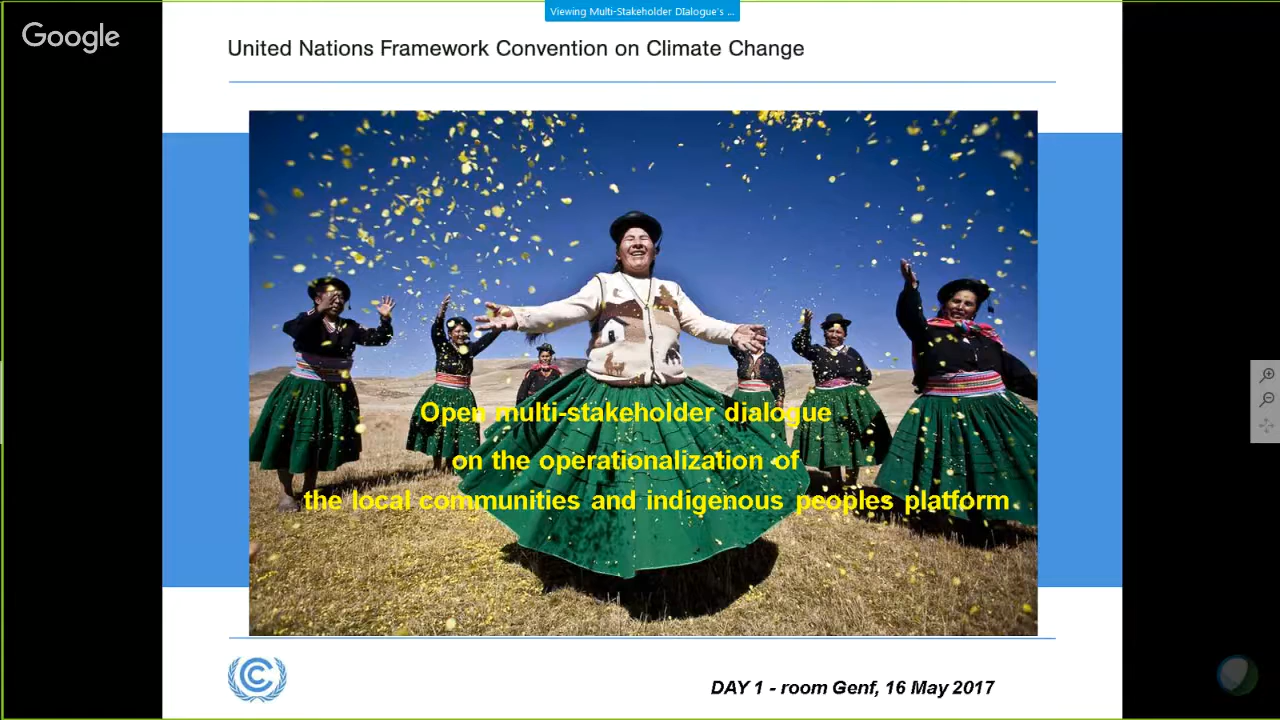 Viewing Multi-Stakeholder DIalogue's ...
Google
United Nations Framework Convention on Climate Change
Open multi-stakeholder dialogue
on the operationalization of
the local communities and indigenous peoples platform
DAY 1 - room Genf, 16 May 2017